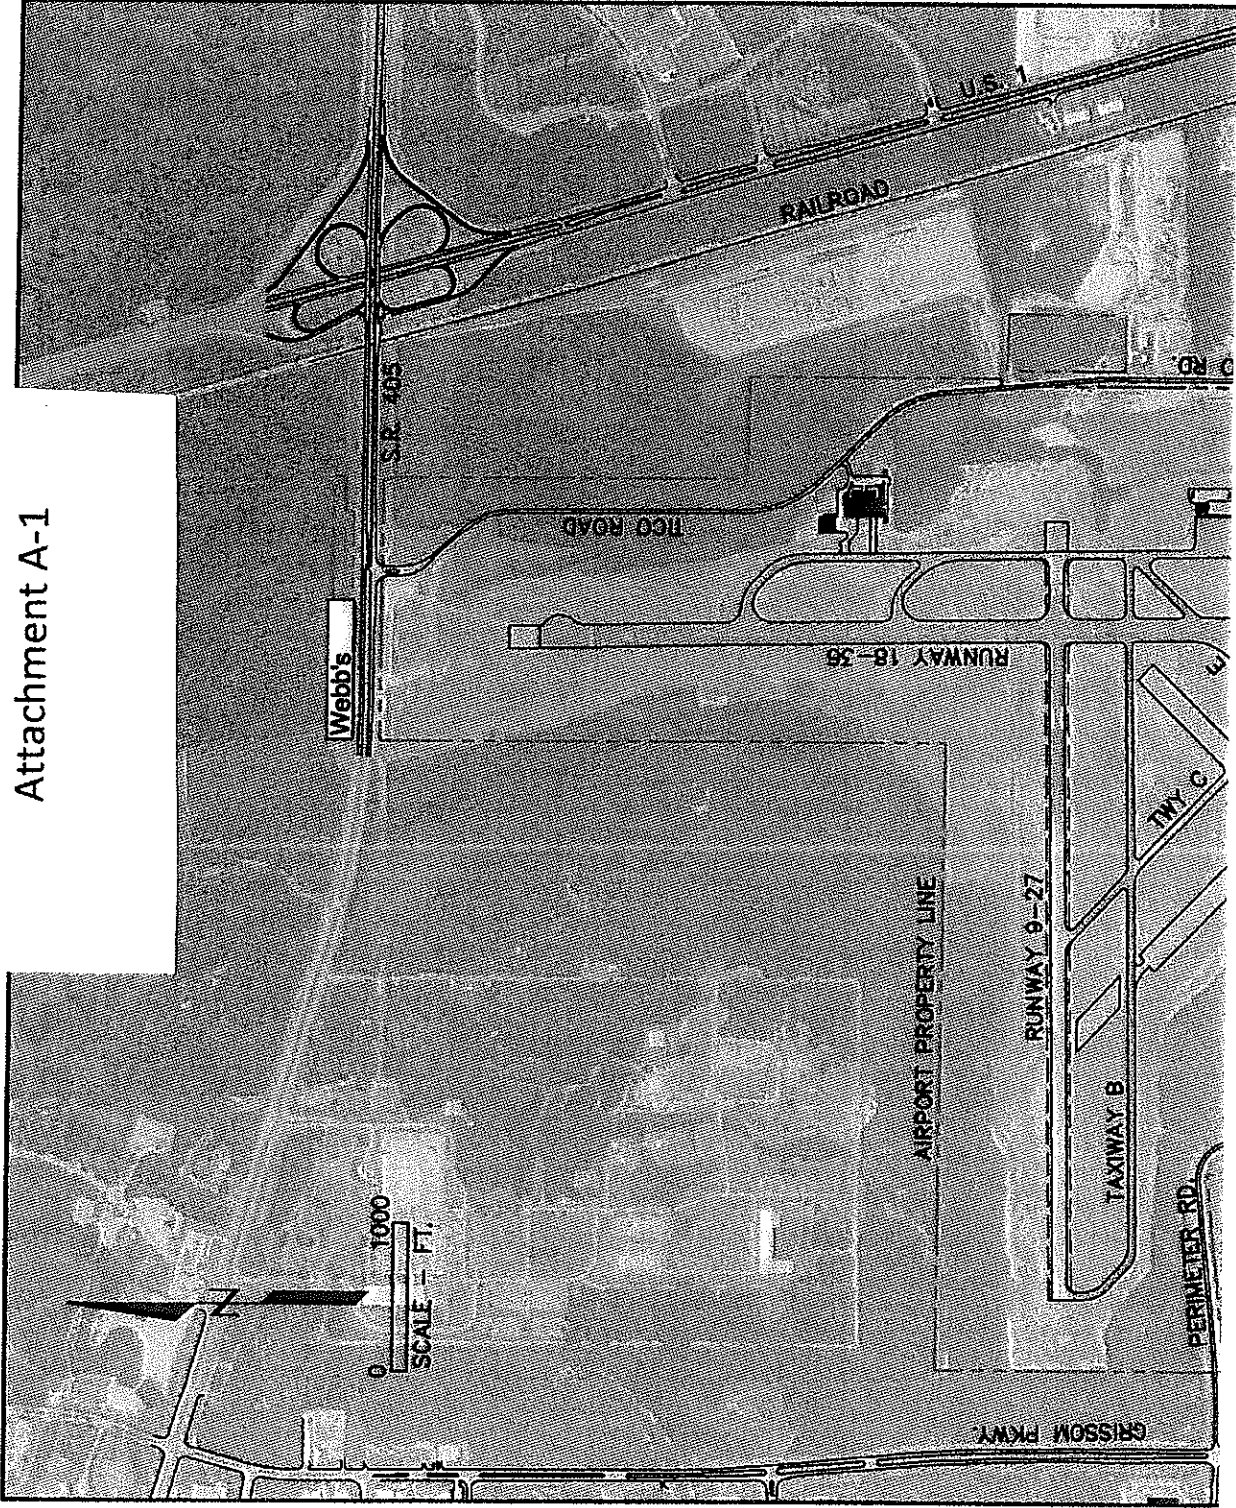 Attachment A-1
U.S. 1
RAILROAD
S.R. 405
Webb's
TICO ROAD
O RD.
RUNWAY 18-36
E
TWY C
AIRPORT PROPERTY LINE
RUNWAY 9-27
TAXIWAY B
PERIMETER RD.
N
0 1000
SCALE - FT.
GRISSOM PKWY.